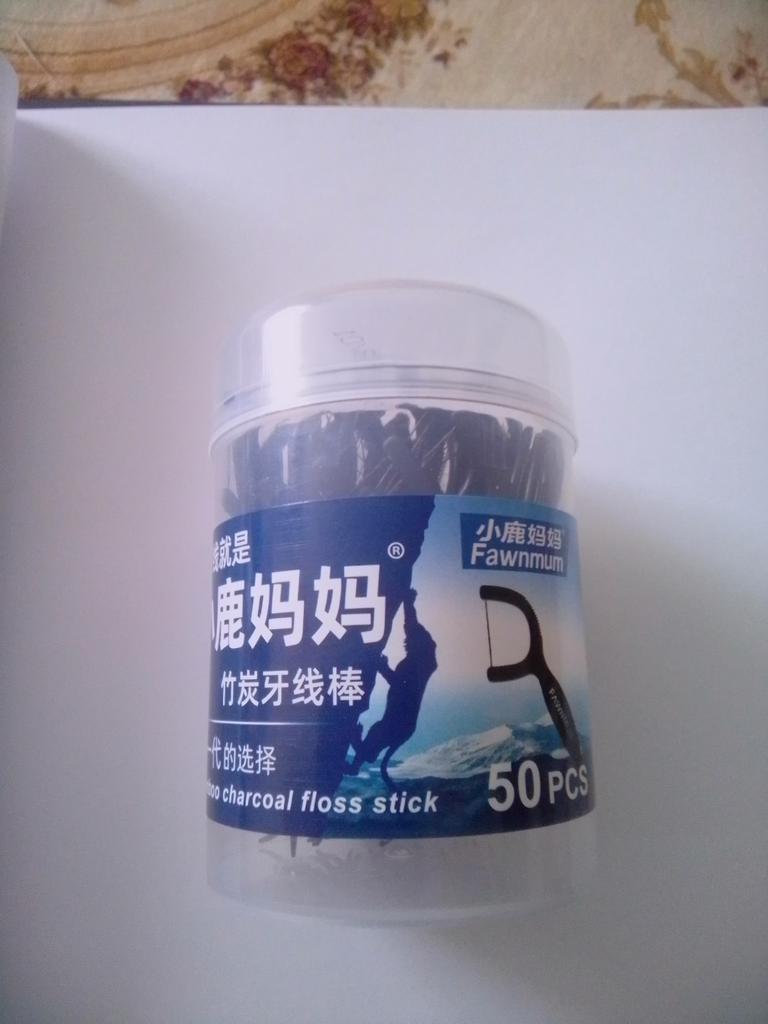 就是
®
鹿妈妈
竹炭牙线棒
代的选择
charcoal floss stick
小鹿妈妈
Fawnmum
50 PCS